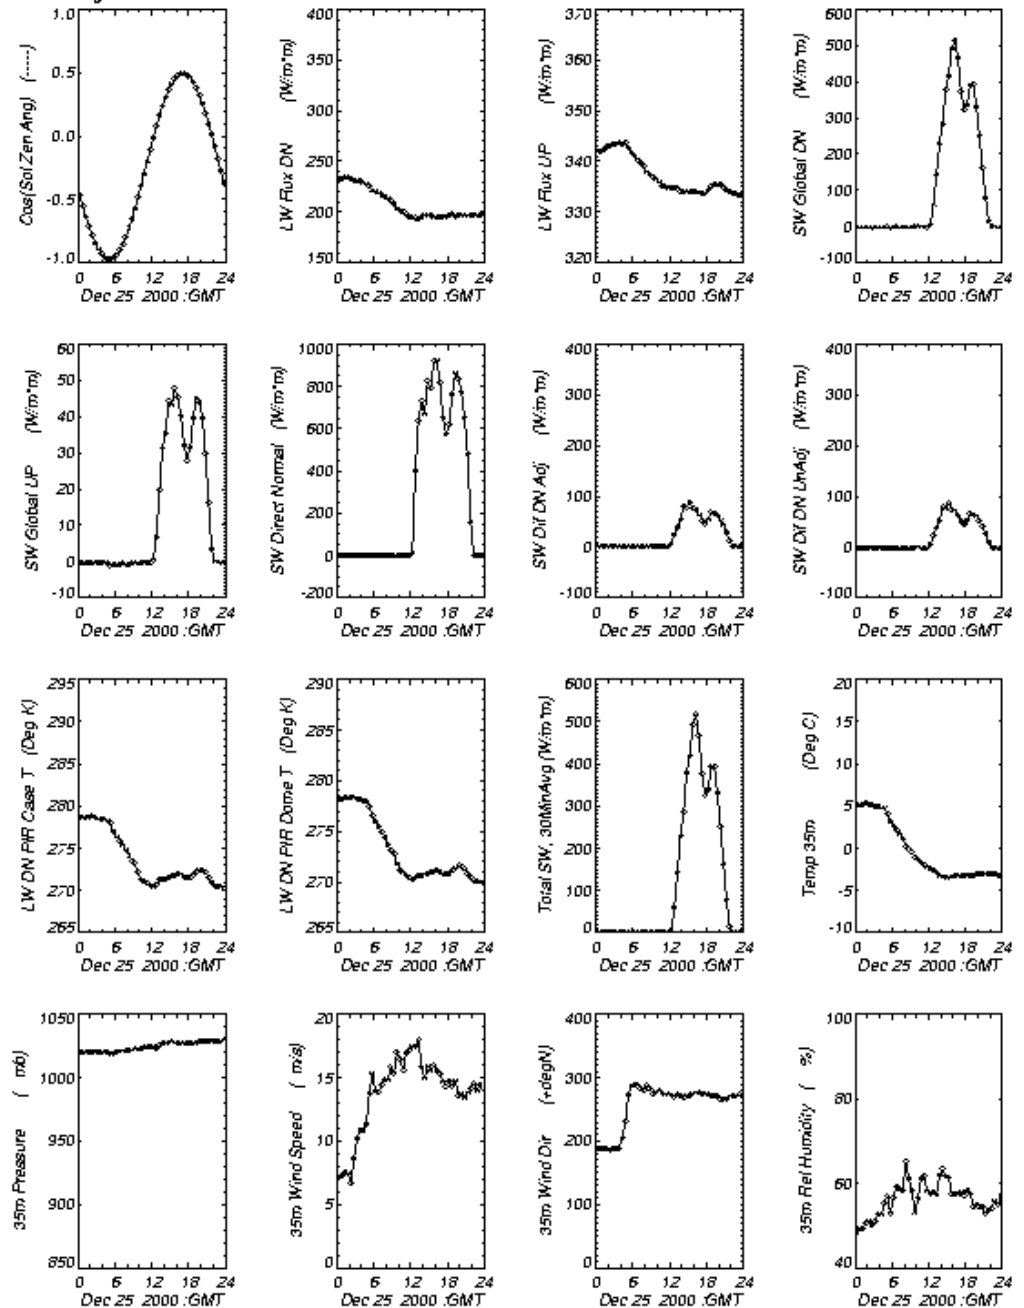 1.0 400 370 600
0.5 350 360 500
0.0 300 350 400
-0.5 250 340 300
-1.0 200 330 200
150 320 100
0
-100
Cos(Sol Zen Ang) (----)
LW Flux DN (W/m*m)
LW Flux UP (W/m*m)
SW Global DN (W/m*m)
0 6 12 18 24 0 6 12 18 24 0 6 12 18 24 0 6 12 18 24
Dec 25 2000 :GMT Dec 25 2000 :GMT Dec 25 2000 :GMT Dec 25 2000 :GMT
60 1000 400 400
50 800 300 300
40 600 200 200
30 400 100 100
20 200 0 0
10 0 -100 -100
0 -200
-10
SW Global UP (W/m*m)
SW Direct Normal (W/m*m)
SW Dif DN Adj (W/m*m)
SW Dif DN UnAdj (W/m*m)
0 6 12 18 24 0 6 12 18 24 0 6 12 18 24 0 6 12 18 24
Dec 25 2000 :GMT Dec 25 2000 :GMT Dec 25 2000 :GMT Dec 25 2000 :GMT
295 290 600 20
290 285 500 15
285 280 400 10
280 275 300 5
275 270 200 0
270 265 100 -5
265 0 -10
LW DN PIR Case T (Deg K)
LW DN PIR Dome T (Deg K)
Total SW, 30MinAvg (W/m*m)
Temp 35m (Deg C)
0 6 12 18 24 0 6 12 18 24 0 6 12 18 24 0 6 12 18 24
Dec 25 2000 :GMT Dec 25 2000 :GMT Dec 25 2000 :GMT Dec 25 2000 :GMT
1050 20 400 100
1000 15 300 80
950 10 200 60
900 5 100 40
850 0 0
35m Pressure ( mb)
35m Wind Speed ( m/s)
35m Wind Dir (+degN)
35m Rel Humidity ( %)
0 6 12 18 24 0 6 12 18 24 0 6 12 18 24 0 6 12 18 24
Dec 25 2000 :GMT Dec 25 2000 :GMT Dec 25 2000 :GMT Dec 25 2000 :GMT